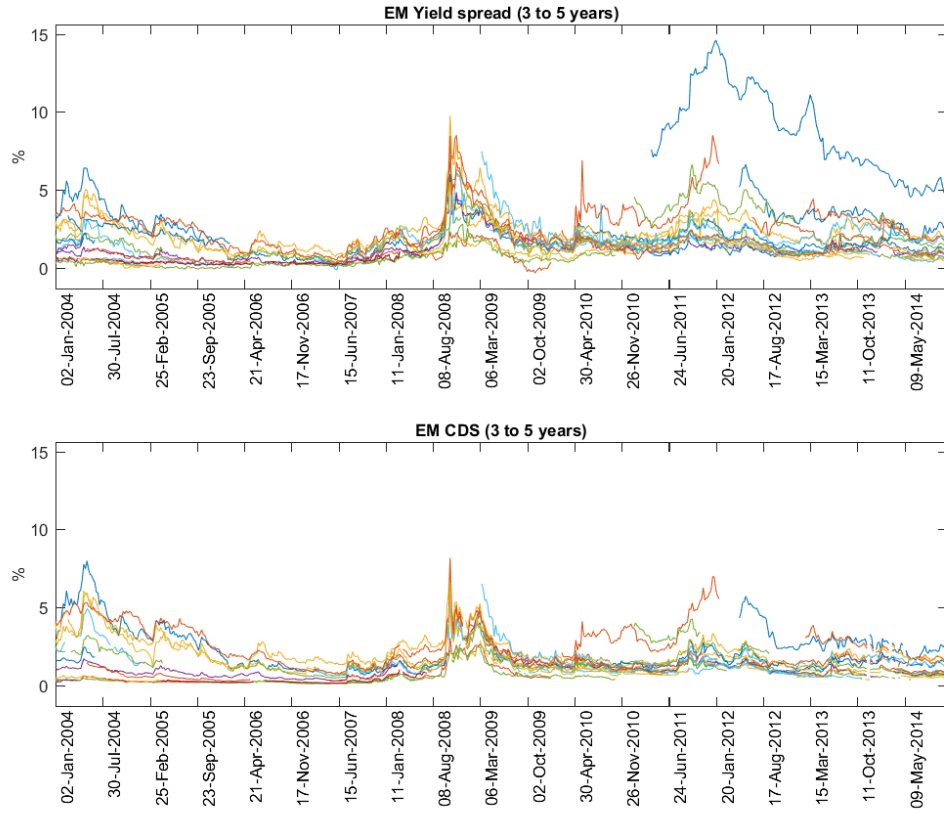 EM Yield spread (3 to 5 years)
15
10
5
0
%
02-Jan-2004
30-Jul-2004
25-Feb-2005
23-Sep-2005
21-Apr-2006
17-Nov-2006
15-Jun-2007
11-Jan-2008
08-Aug-2008
06-Mar-2009
02-Oct-2009
30-Apr-2010
26-Nov-2010
24-Jun-2011
20-Jan-2012
17-Aug-2012
15-Mar-2013
11-Oct-2013
09-May-2014
EM CDS (3 to 5 years)
15
10
5
0
%
02-Jan-2004
30-Jul-2004
25-Feb-2005
23-Sep-2005
21-Apr-2006
17-Nov-2006
15-Jun-2007
11-Jan-2008
08-Aug-2008
06-Mar-2009
02-Oct-2009
30-Apr-2010
26-Nov-2010
24-Jun-2011
20-Jan-2012
17-Aug-2012
15-Mar-2013
11-Oct-2013
09-May-2014